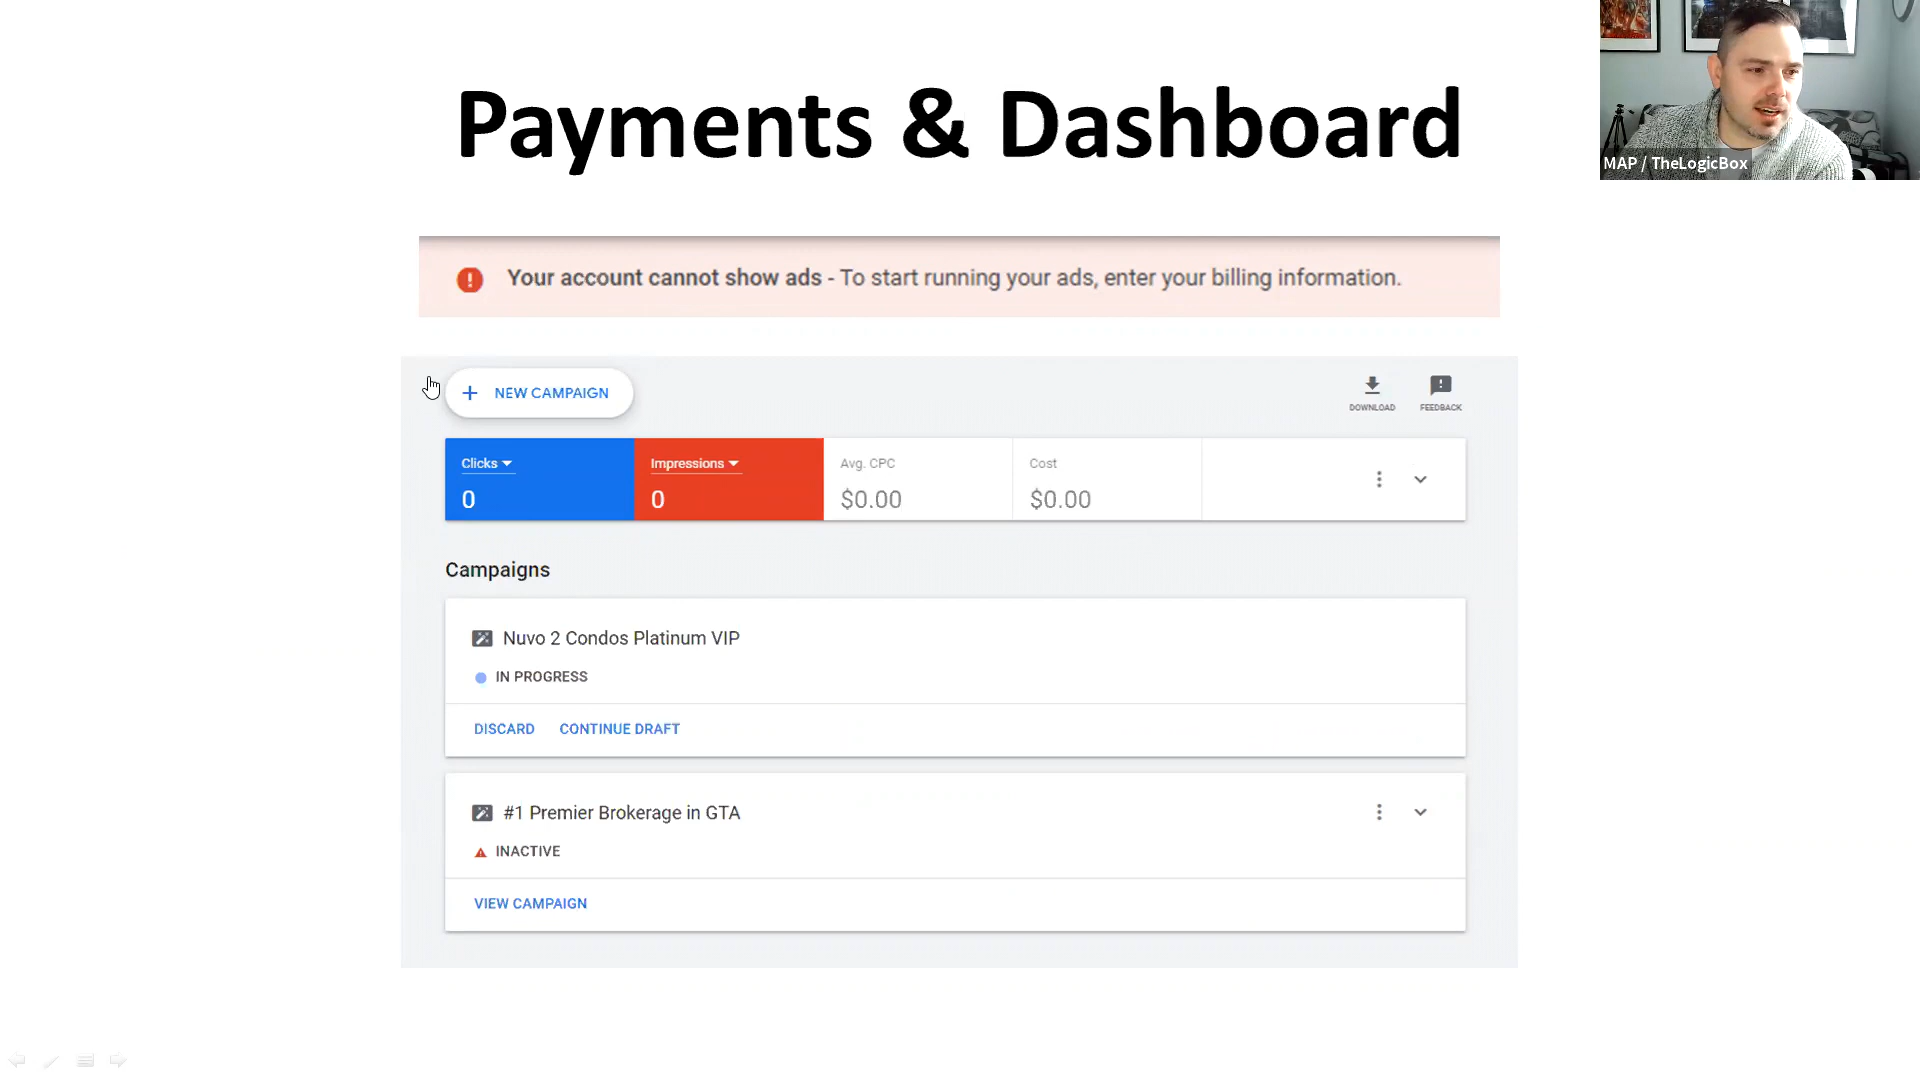 Payments & Dashboard
MAP / TheLogicBox
Your account cannot show ads - To start running your ads, enter your billing information.
+ NEW CAMPAIGN
DOWNLOAD
FEEDBACK
Clicks
Impressions
Avg. CPC
Cost
0
0
$0.00
$0.00
Campaigns
Nuvo 2 Condos Platinum VIP
IN PROGRESS
DISCARD CONTINUE DRAFT
#1 Premier Brokerage in GTA
INACTIVE
VIEW CAMPAIGN